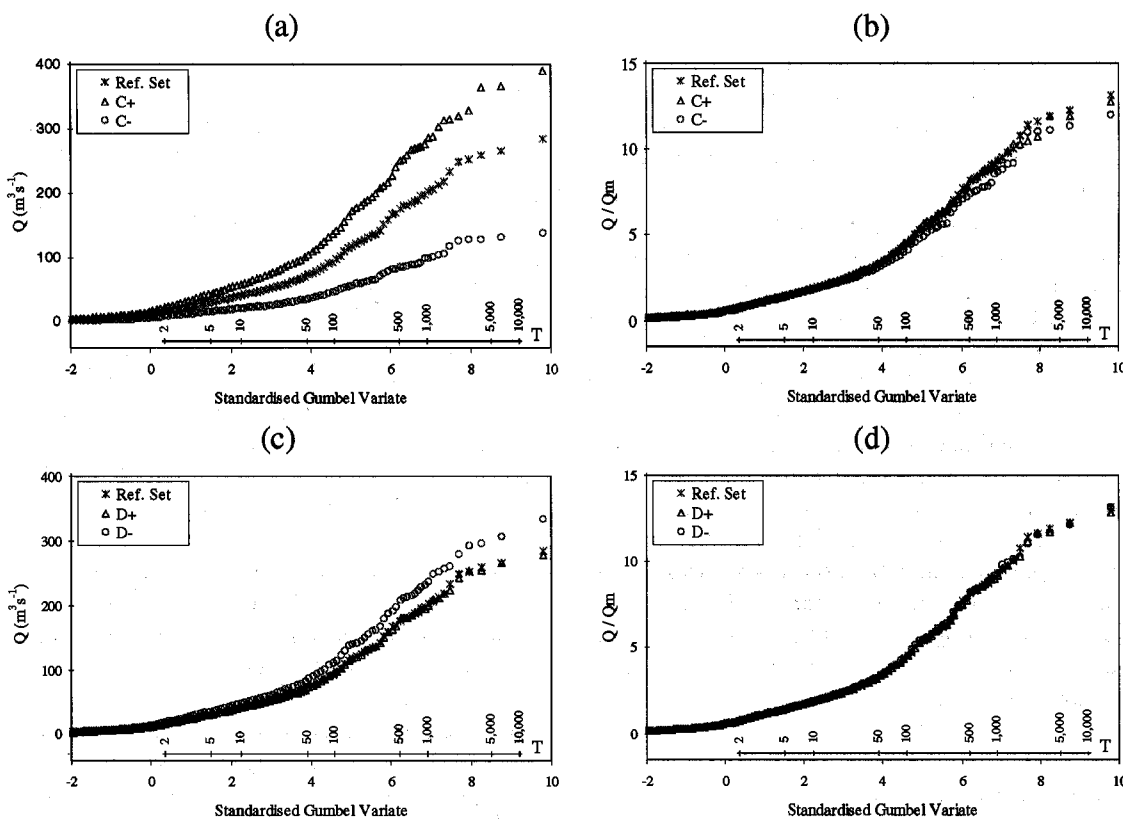 (a)
400
300
200
100
0
Q (m³s⁻¹)
Ref. Set
C+
C-
2 5 10 50 100 500 1,000 5,000 10,000 T
-2 0 2 4 6 8 10
Standardised Gumbel Variate
(b)
15
10
5
0
Q / Qm
Ref. Set
C+
C-
2 5 10 50 100 500 1,000 5,000 10,000 T
-2 0 2 4 6 8 10
Standardised Gumbel Variate
(c)
400
300
200
100
0
Q (m³s⁻¹)
Ref. Set
D+
D-
2 5 10 50 100 500 1,000 5,000 10,000 T
-2 0 2 4 6 8 10
Standardised Gumbel Variate
(d)
15
10
5
0
Q / Qm
Ref. Set
D+
D-
2 5 10 50 100 500 1,000 5,000 10,000 T
-2 0 2 4 6 8 10
Standardised Gumbel Variate